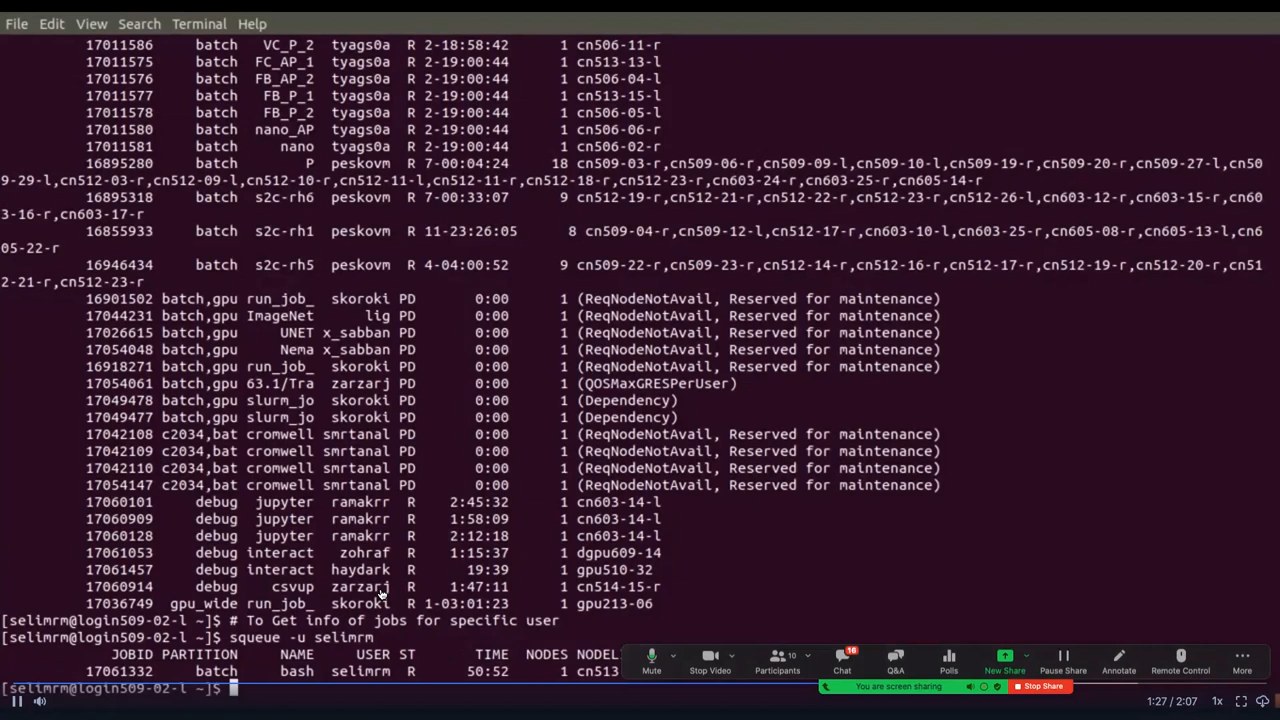 File Edit View Search Terminal Help
17011586 batch VC_P_2 tyags0a R 2-18:58:42 1 cn506-11-r
17011575 batch FC_AP_1 tyags0a R 2-19:00:44 1 cn513-13-l
17011576 batch FB_AP_2 tyags0a R 2-19:00:44 1 cn506-04-l
17011577 batch FB_P_1 tyags0a R 2-19:00:44 1 cn513-15-l
17011578 batch FB_P_2 tyags0a R 2-19:00:44 1 cn506-05-l
17011580 batch nano_AP tyags0a R 2-19:00:44 1 cn506-06-r
17011581 batch nano tyags0a R 2-19:00:44 1 cn506-02-r
16895280 batch P peskovm R 7-00:04:24 18 cn509-03-r,cn509-06-r,cn509-09-l,cn509-10-l,cn509-19-r,cn509-20-r,cn509-27-l,cn50
9-29-l,cn512-03-r,cn512-09-l,cn512-10-r,cn512-11-l,cn512-11-r,cn512-18-r,cn512-23-r,cn603-24-r,cn603-25-r,cn605-14-r
16895318 batch s2c-rh6 peskovm R 7-00:33:07 9 cn512-19-r,cn512-21-r,cn512-22-r,cn512-23-r,cn512-26-l,cn603-12-r,cn603-15-r,cn60
3-16-r,cn603-17-r
16855933 batch s2c-rh1 peskovm R 11-23:26:05 8 cn509-04-r,cn509-12-l,cn512-17-r,cn603-10-l,cn603-25-r,cn605-08-r,cn605-13-l,cn6
05-22-r
16946434 batch s2c-rh5 peskovm R 4-04:00:52 9 cn509-22-r,cn509-23-r,cn512-14-r,cn512-16-r,cn512-17-r,cn512-19-r,cn512-20-r,cn51
2-21-r,cn512-23-r
16901502 batch,gpu run_job_ skoroki PD 0:00 1 (ReqNodeNotAvail, Reserved for maintenance)
17044231 batch,gpu ImageNet lig PD 0:00 1 (ReqNodeNotAvail, Reserved for maintenance)
17026615 batch,gpu UNET x_sabban PD 0:00 1 (ReqNodeNotAvail, Reserved for maintenance)
17054048 batch,gpu Nema x_sabban PD 0:00 1 (ReqNodeNotAvail, Reserved for maintenance)
16918271 batch,gpu run_job_ skoroki PD 0:00 1 (ReqNodeNotAvail, Reserved for maintenance)
17054061 batch,gpu 63.1/Tra zarzarj PD 0:00 1 (QOSMaxGRESPerUser)
17049478 batch,gpu slurm_jo skoroki PD 0:00 1 (Dependency)
17049477 batch,gpu slurm_jo skoroki PD 0:00 1 (Dependency)
17042108 c2034,bat cromwell smrtanal PD 0:00 1 (ReqNodeNotAvail, Reserved for maintenance)
17042109 c2034,bat cromwell smrtanal PD 0:00 1 (ReqNodeNotAvail, Reserved for maintenance)
17042110 c2034,bat cromwell smrtanal PD 0:00 1 (ReqNodeNotAvail, Reserved for maintenance)
17054147 c2034,bat cromwell smrtanal PD 0:00 1 (ReqNodeNotAvail, Reserved for maintenance)
17060101 debug jupyter ramakrr R 2:45:32 1 cn603-14-l
17060909 debug jupyter ramakrr R 1:58:09 1 cn603-14-l
17060128 debug jupyter ramakrr R 2:12:18 1 cn603-14-l
17061053 debug interact zohraf R 1:15:37 1 dgpu609-14
17061457 debug interact haydark R 19:39 1 gpu510-32
17060914 debug csvup zarzarj R 1:47:11 1 cn514-15-r
17036749 gpu_wide run_job_ skoroki R 1-03:01:23 1 gpu213-06
[selimrm@login509-02-l ~]$ # To Get info of jobs for specific user
[selimrm@login509-02-l ~]$ squeue -u selimrm
JOBID PARTITION NAME USER ST TIME NODES NODELI
17061332 batch bash selimrm R 50:52 1 cn513
[selimrm@login509-02-l ~]$
16 10
Mute Stop Video Participants Chat Q&A Polls New Share Pause Share Annotate Remote Control More
You are screen sharing Stop Share
1:27 / 2:07 1x